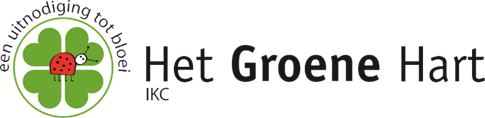 een uitnodiging tot bloei
Het Groene Hart
IKC